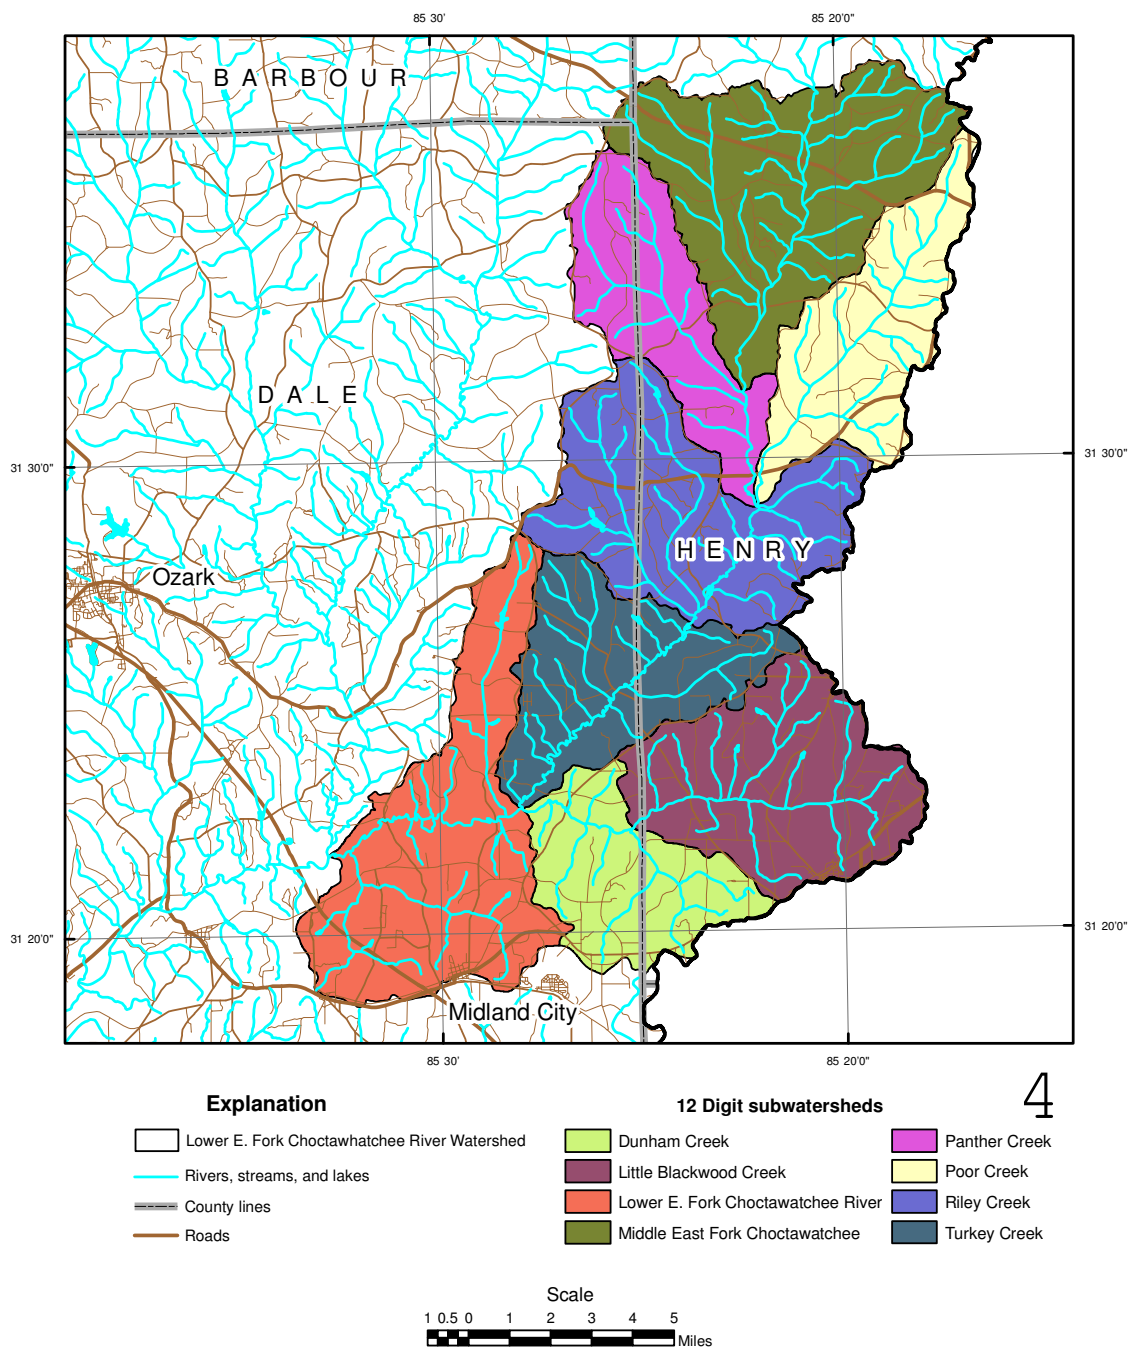 85 30' 85 20'0"
BARBOUR
DALE
31 30'0" 31 30'0"
HENRY
Ozark
31 20'0" 31 20'0"
Midland City
85 30' 85 20'0"
4
Explanation
12 Digit subwatersheds
Lower E. Fork Choctawhatchee River Watershed
Rivers, streams, and lakes
County lines
Roads
Dunham Creek
Little Blackwood Creek
Lower E. Fork Choctawatchee River
Middle East Fork Choctawatchee
Panther Creek
Poor Creek
Riley Creek
Turkey Creek
Scale
1 0.5 0 1 2 3 4 5
Miles